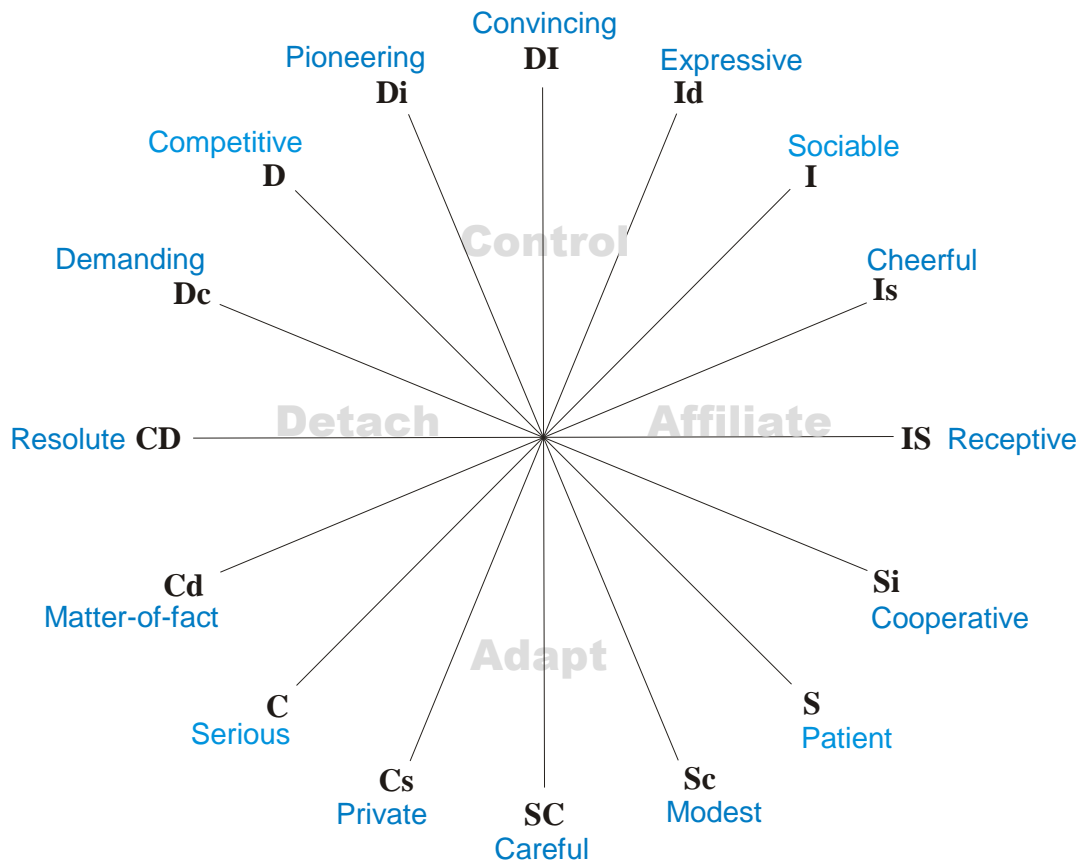 Convincing
DI
Pioneering
Di
Expressive
Id
Competitive
D
Sociable
I
Control
Demanding
Dc
Cheerful
Is
Detach
Affiliate
Resolute CD
IS Receptive
Cd
Matter-of-fact
Si
Cooperative
Adapt
C
Serious
S
Patient
Cs
Private
Sc
Modest
SC
Careful